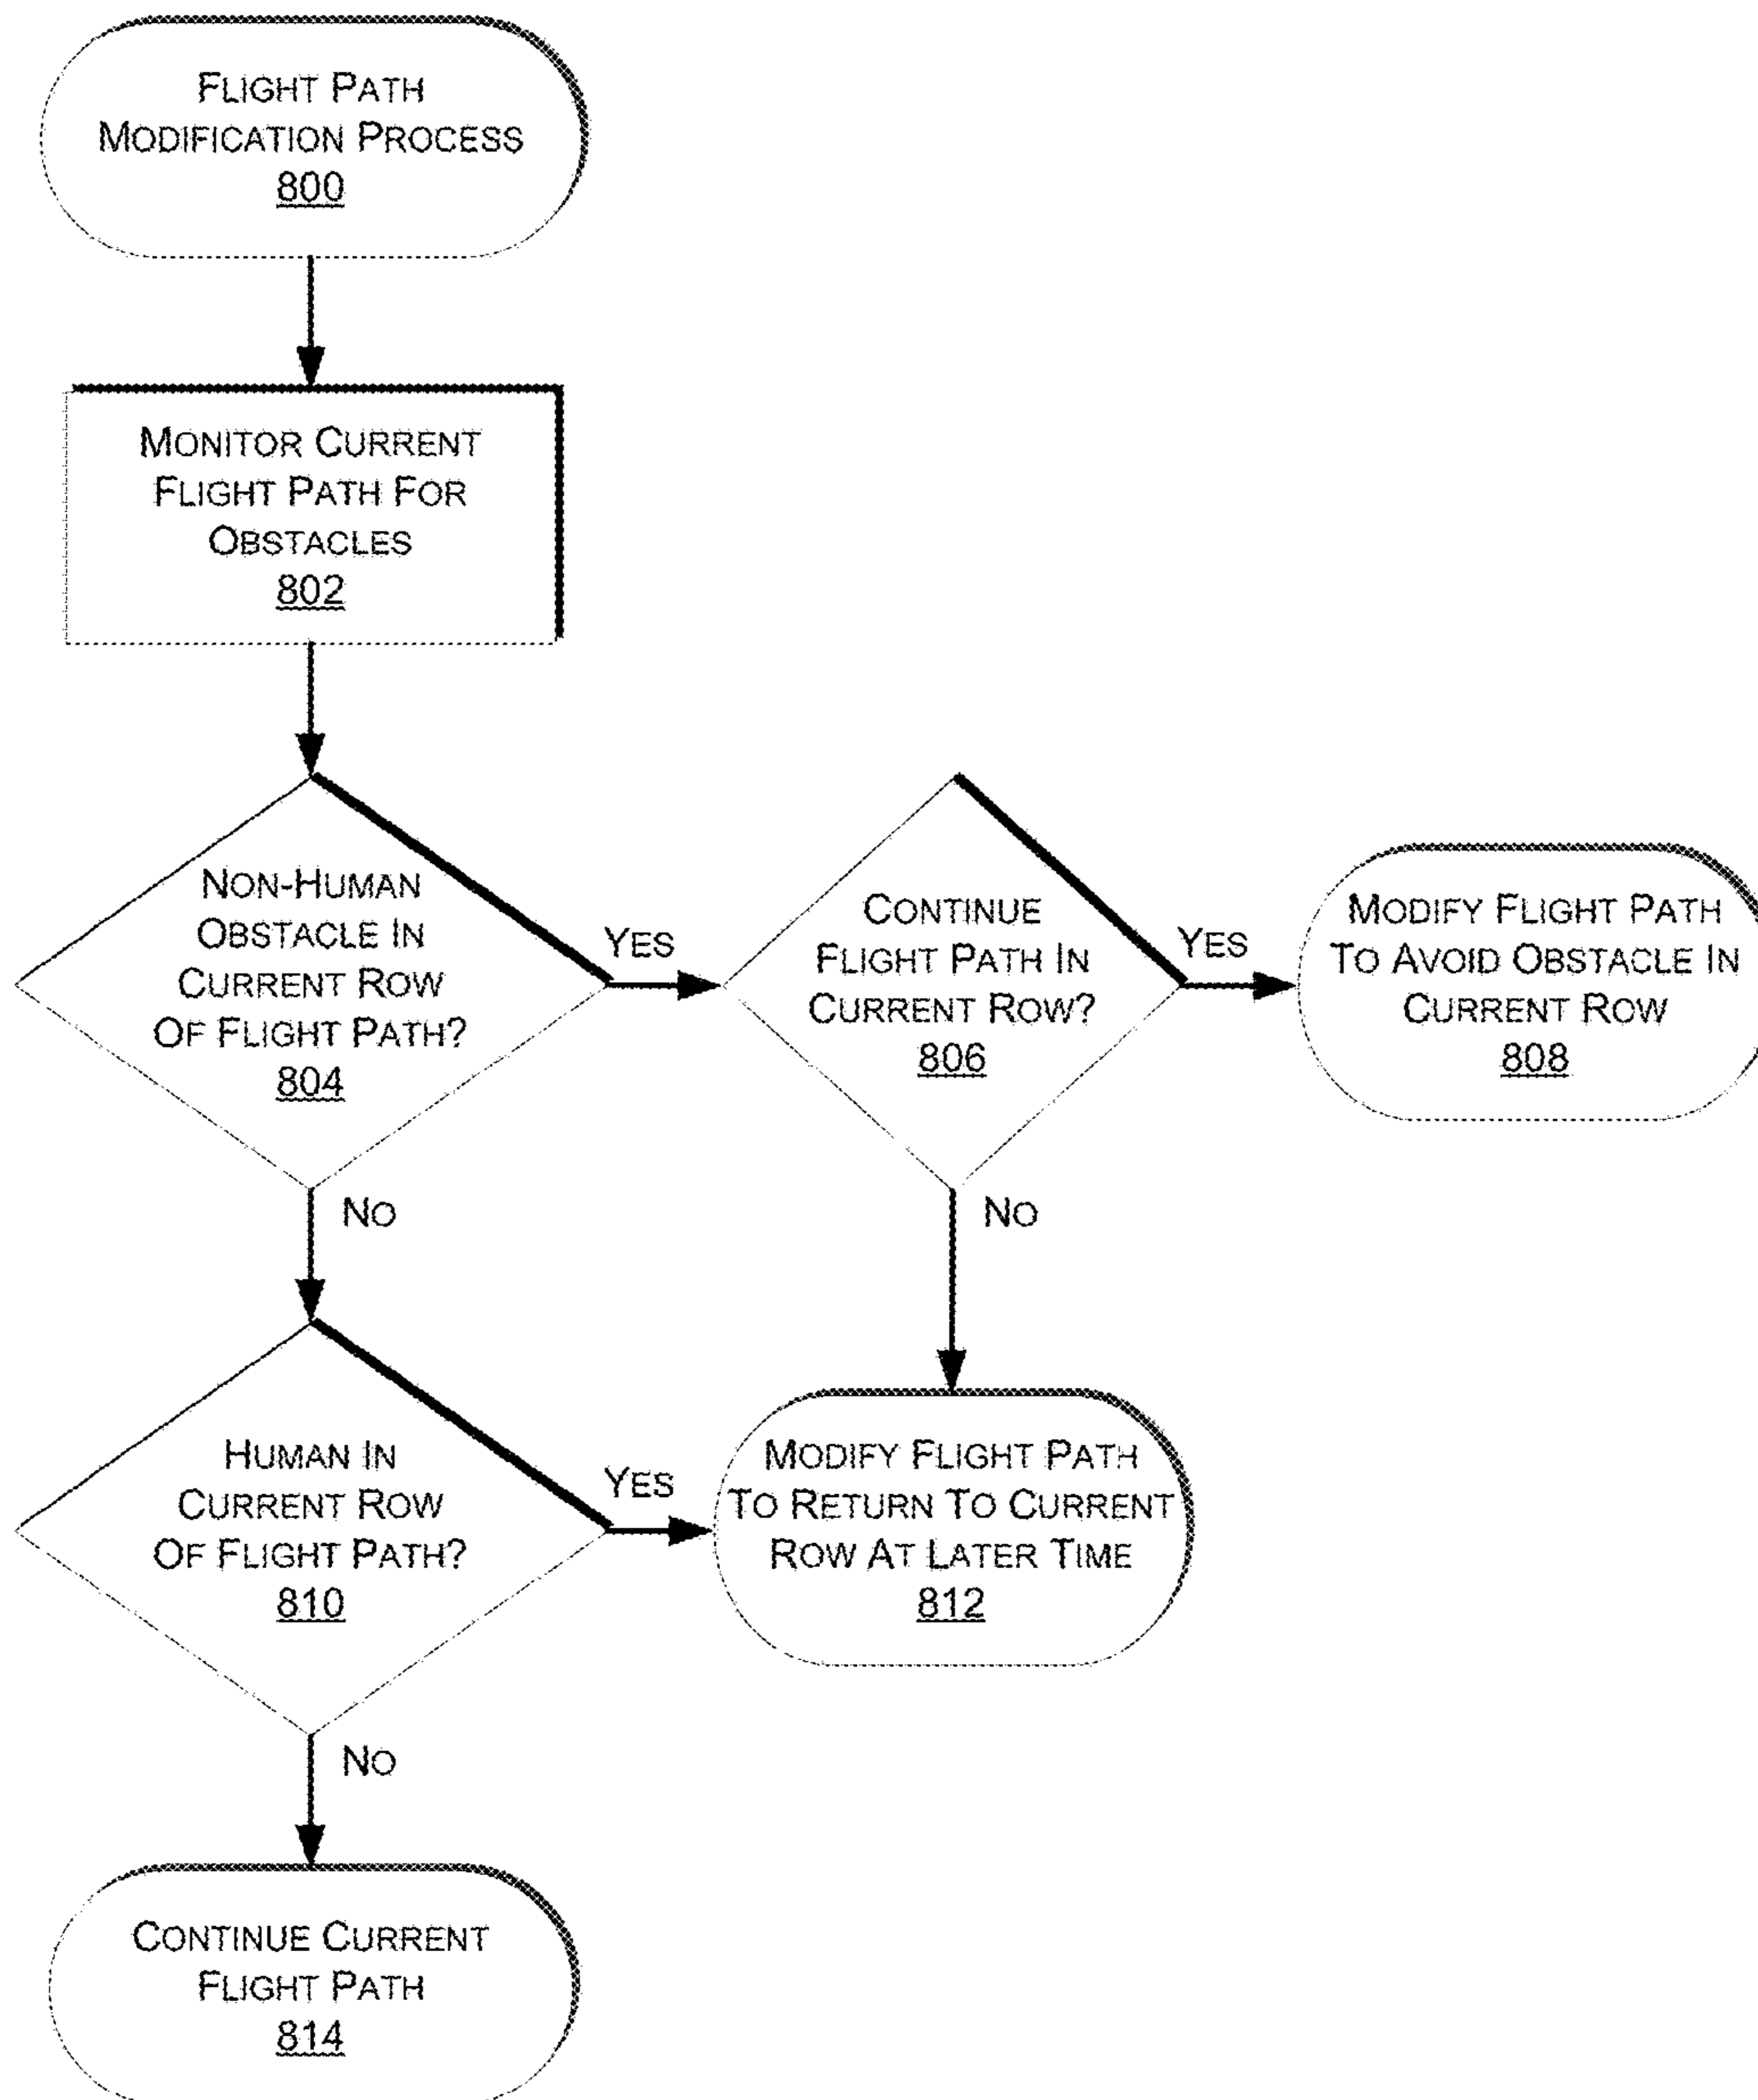 FLIGHT PATH
MODIFICATION PROCESS
800
MONITOR CURRENT
FLIGHT PATH FOR
OBSTACLES
802
NON-HUMAN
OBSTACLE IN
CURRENT ROW
OF FLIGHT PATH?
804
YES
CONTINUE
FLIGHT PATH IN
CURRENT ROW?
806
YES
MODIFY FLIGHT PATH
TO AVOID OBSTACLE IN
CURRENT ROW
808
NO
NO
HUMAN IN
CURRENT ROW
OF FLIGHT PATH?
810
YES
MODIFY FLIGHT PATH
TO RETURN TO CURRENT
ROW AT LATER TIME
812
NO
CONTINUE CURRENT
FLIGHT PATH
814